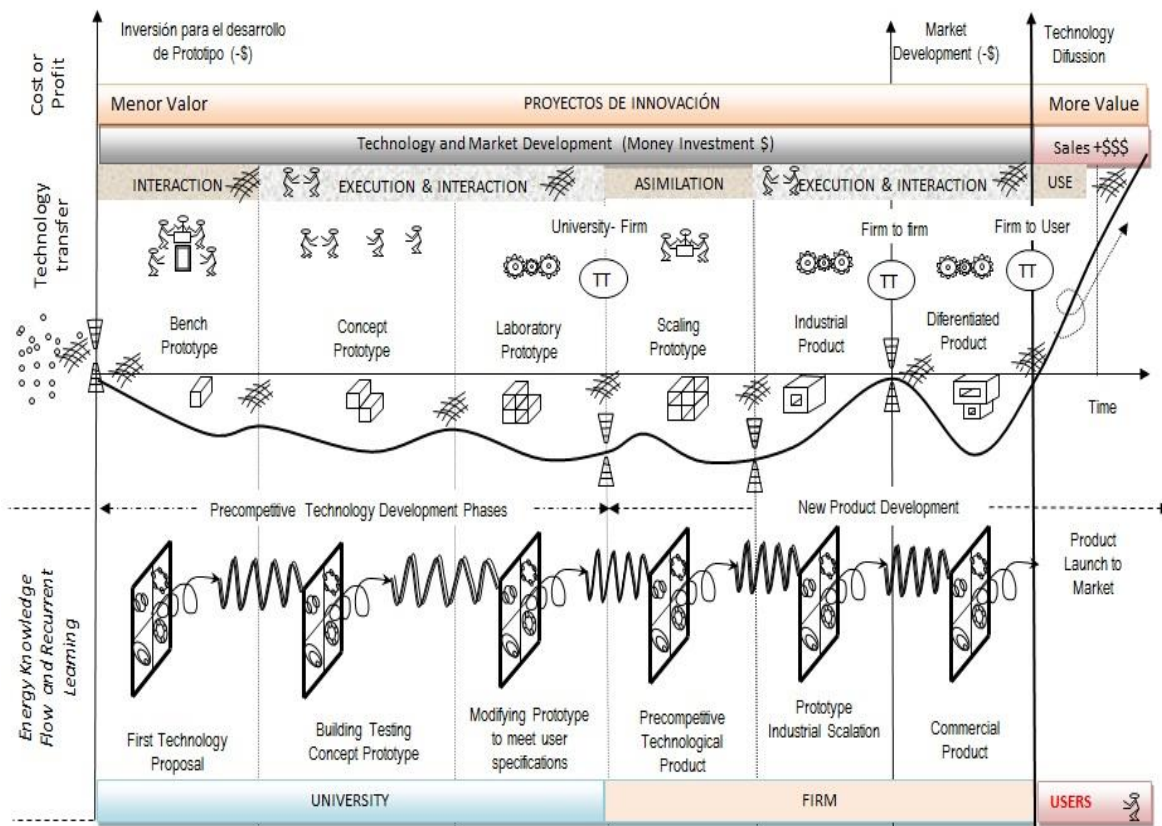 Inversión para el desarrollo
de Prototipo (-$)
Market
Development (-$)
Technology
Difussion
Cost or
Profit
Menor Valor
PROYECTOS DE INNOVACIÓN
More Value
Technology and Market Development (Money Investment $)
Sales +$$$
INTERACTION
EXECUTION & INTERACTION
ASIMILATION
EXECUTION & INTERACTION
USE
Technology
transfer
University- Firm
Firm to firm
Firm to User
TT
TT
TT
Bench
Prototype
Concept
Prototype
Laboratory
Prototype
Scaling
Prototype
Industrial
Product
Diferentiated
Product
Time
Precompetitive Technology Development Phases
New Product Development
Energy Knowledge
Flow and Recurrent
Learning
Product
Launch to
Market
First Technology
Proposal
Building Testing
Concept Prototype
Modifying Prototype
to meet user
specifications
Precompetitive
Technological
Product
Prototype
Industrial Scalation
Commercial
Product
UNIVERSITY
FIRM
USERS